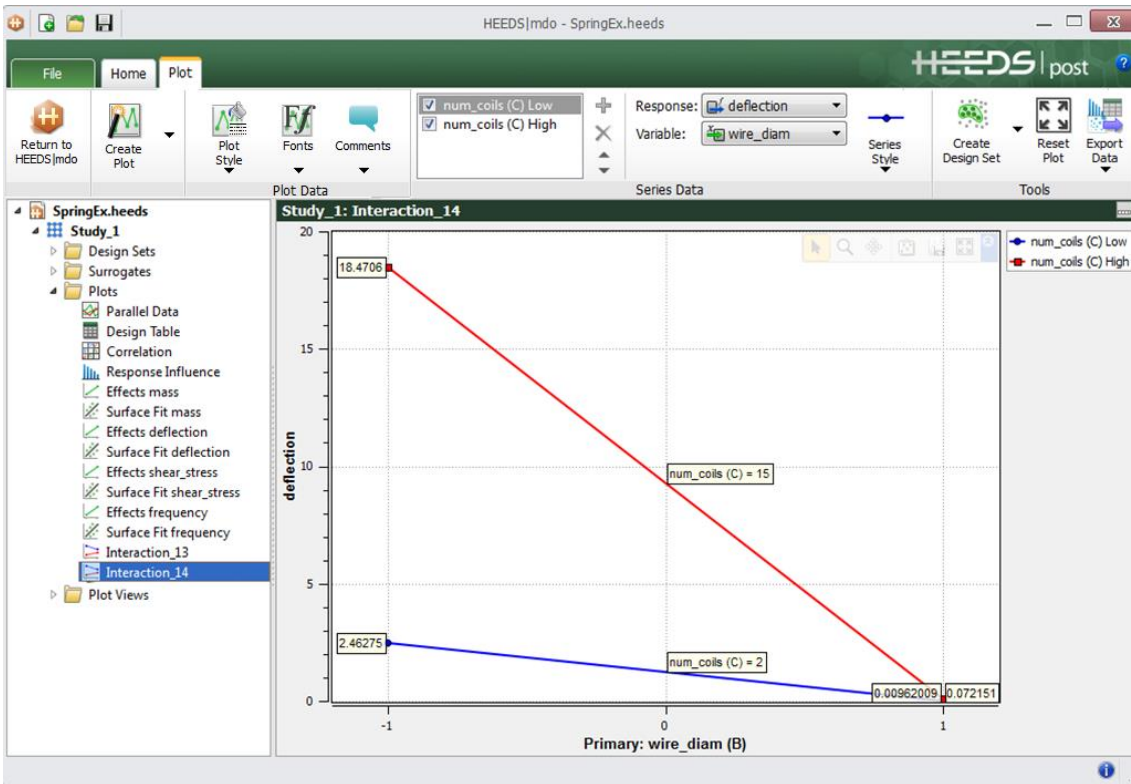 HEEDS|mdo - SpringEx.heeds
HEEDS|post
File Home Plot
Return to HEEDS|mdo
Create Plot
Plot Style
Fonts
Comments
Plot Data
num_coils (C) Low
num_coils (C) High
Response: deflection
Variable: wire_diam
Series Style
Series Data
Create Design Set
Reset Plot
Export Data
Tools
SpringEx.heeds
Study_1
Design Sets
Surrogates
Plots
Parallel Data
Design Table
Correlation
Response Influence
Effects mass
Surface Fit mass
Effects deflection
Surface Fit deflection
Effects shear_stress
Surface Fit shear_stress
Effects frequency
Surface Fit frequency
Interaction_13
Interaction_14
Plot Views
Study_1: Interaction_14
num_coils (C) Low
num_coils (C) High
20
18.4706
15
deflection
10
num_coils (C) = 15
5
2.46275
num_coils (C) = 2
0.00962009
0.072151
0
-1 0 1
Primary: wire_diam (B)